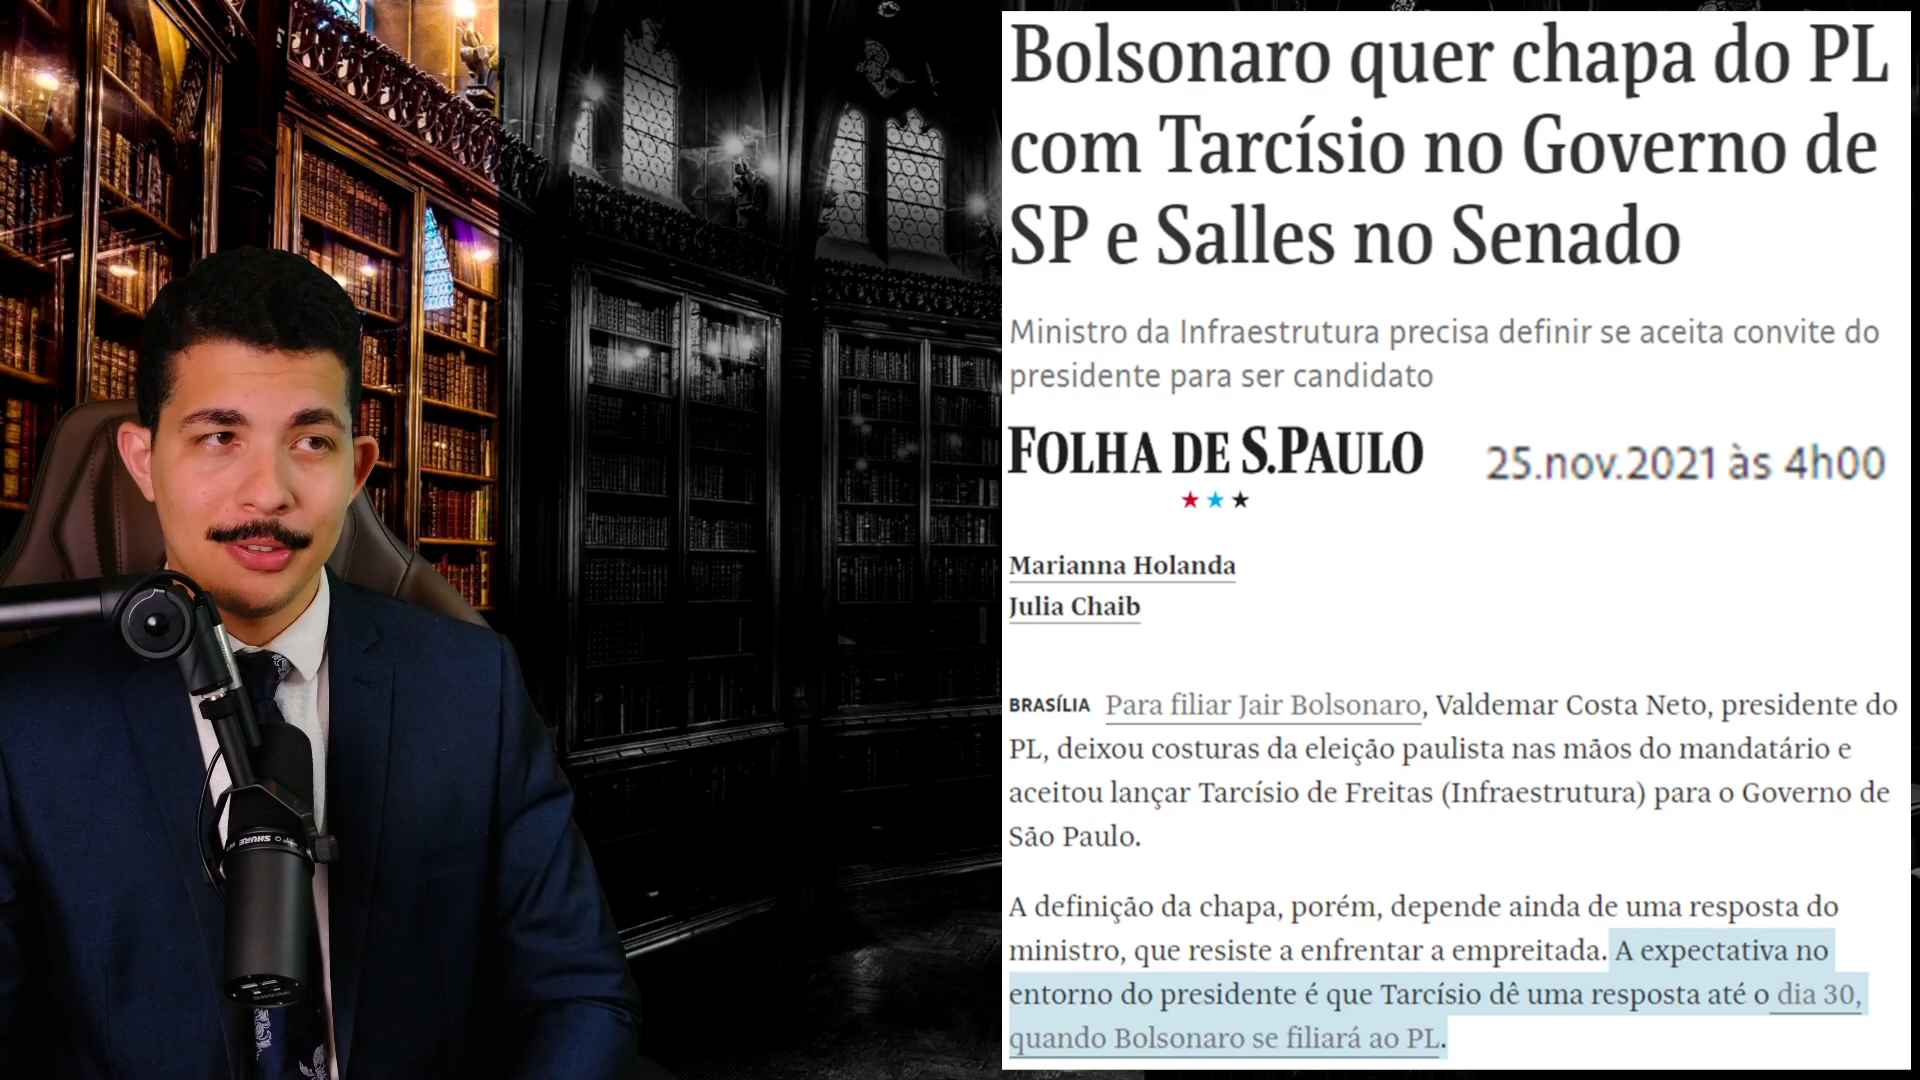 Bolsonaro quer chapa do PL
com Tarcísio no Governo de
SP e Salles no Senado
Ministro da Infraestrutura precisa definir se aceita convite do
presidente para ser candidato
FOLHA DE S.PAULO
25.nov.2021 às 4h00
Marianna Holanda
Julia Chaib
BRASÍLIA Para filiar Jair Bolsonaro, Valdemar Costa Neto, presidente do
PL, deixou costuras da eleição paulista nas mãos do mandatário e
aceitou lançar Tarcísio de Freitas (Infraestrutura) para o Governo de
São Paulo.
A definição da chapa, porém, depende ainda de uma resposta do
ministro, que resiste a enfrentar a empreitada. A expectativa no
entorno do presidente é que Tarcísio dê uma resposta até o dia 30,
quando Bolsonaro se filiará ao PL.
SHURE